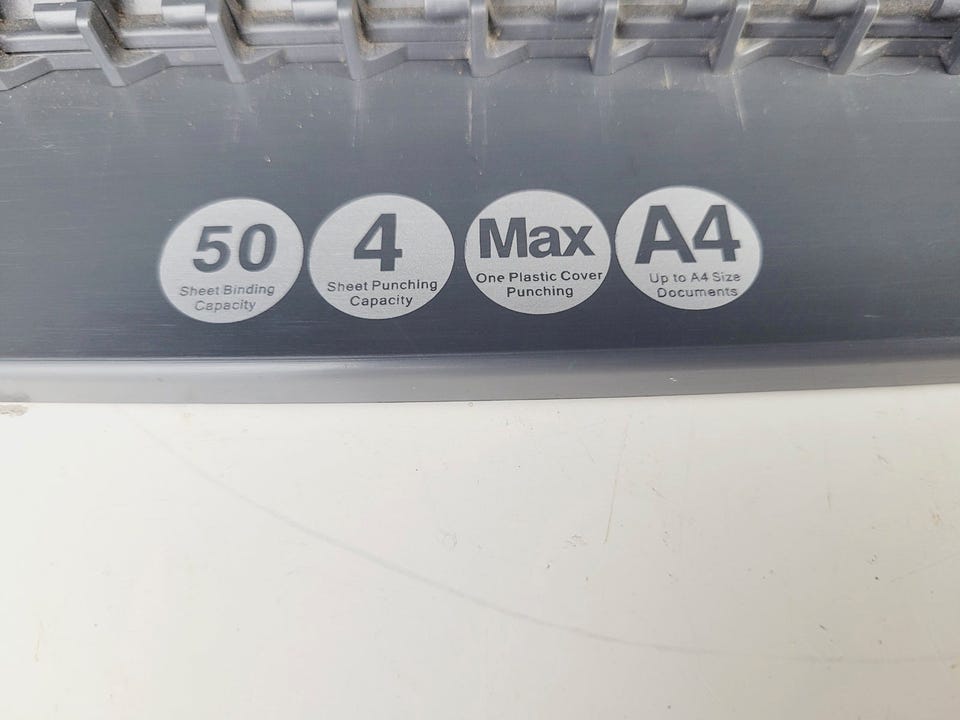 50
Sheet Binding
Capacity
4
Sheet Punching
Capacity
Max
One Plastic Cover
Punching
A4
Up to A4 Size
Documents